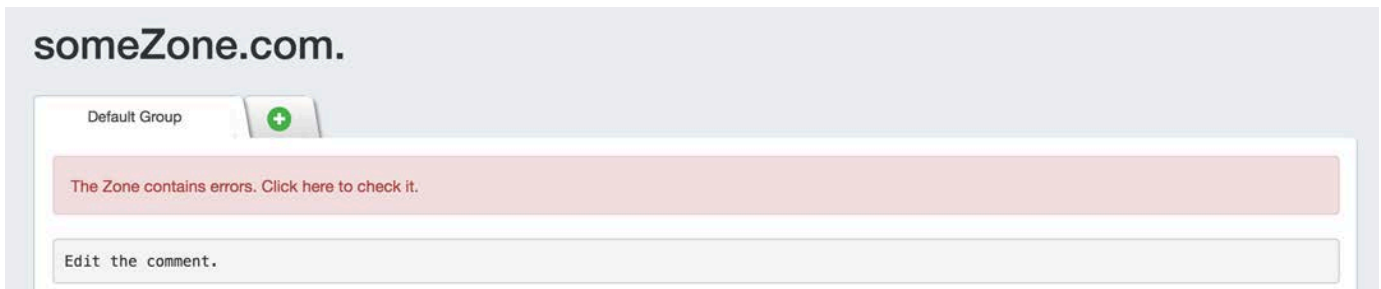 someZone.com.
Default Group
The Zone contains errors. Click here to check it.
Edit the comment.